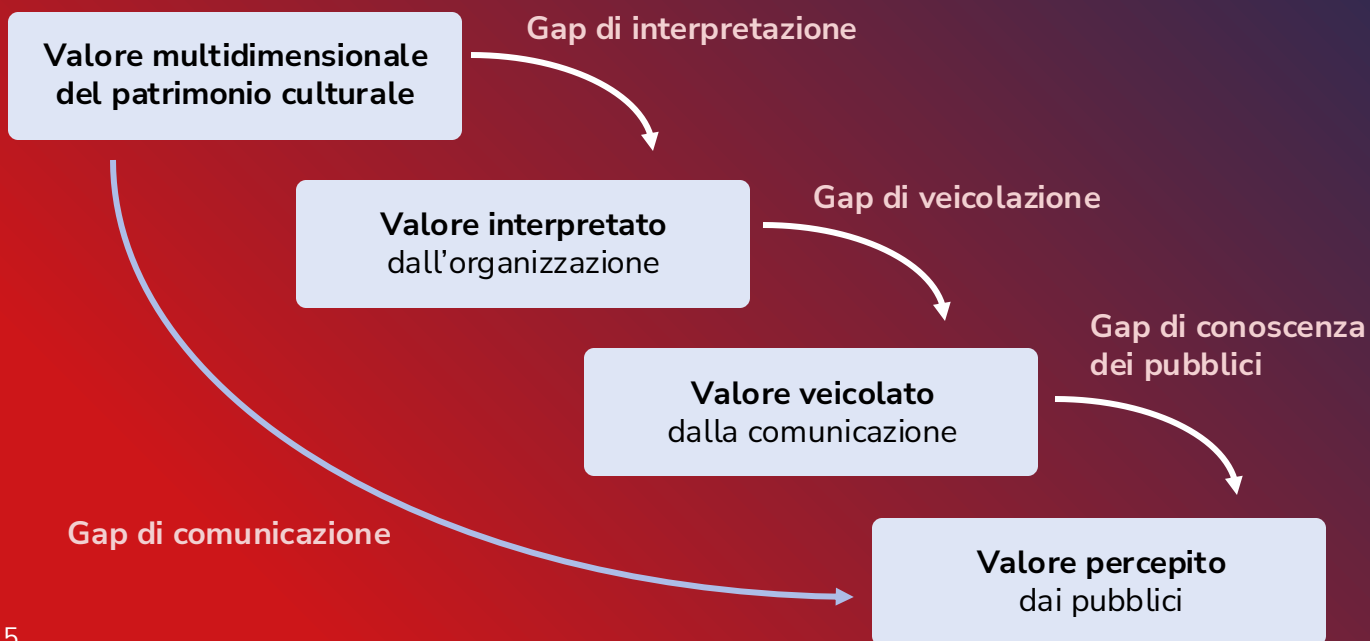 Valore multidimensionale
del patrimonio culturale
Gap di interpretazione
Valore interpretato
dall’organizzazione
Gap di veicolazione
Valore veicolato
dalla comunicazione
Gap di conoscenza
dei pubblici
Gap di comunicazione
Valore percepito
dai pubblici
5